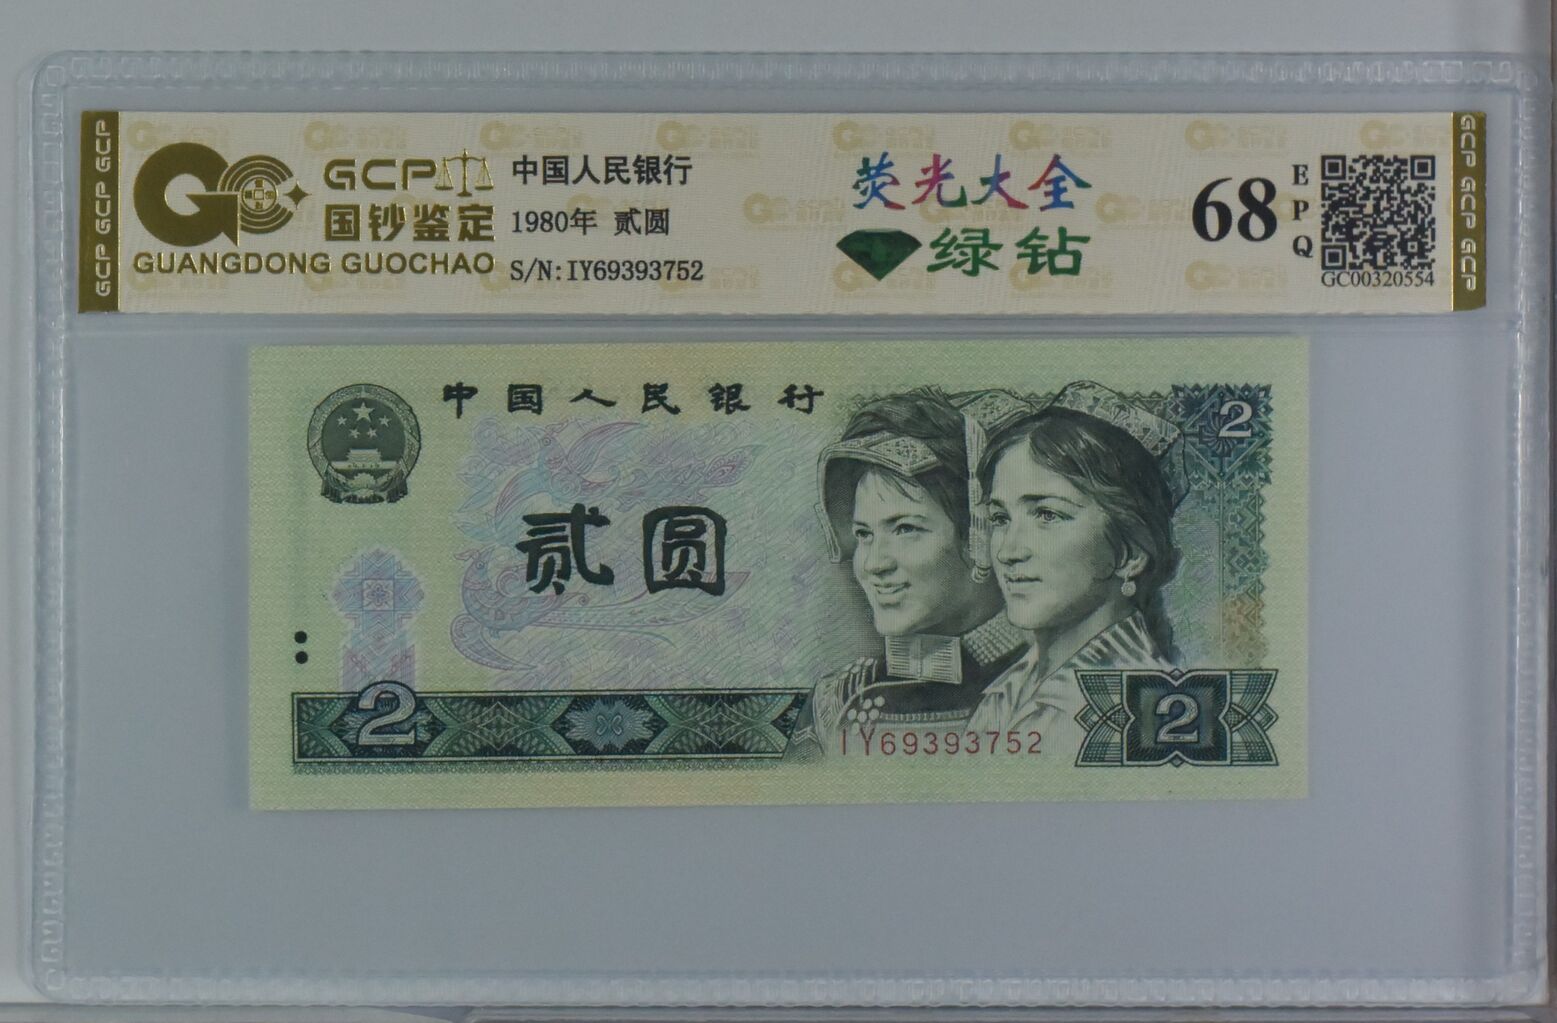 GCP GCP GCP
GCP
国钞鉴定
GUANGDONG GUOCHAO
中国人民银行
1980年 贰圆
S/N:IY69393752
荧光大全
绿钻
68
EPQ
GC00320554
GCP GCP GCP
中国人民银行
2
贰圆
2
IY69393752
2